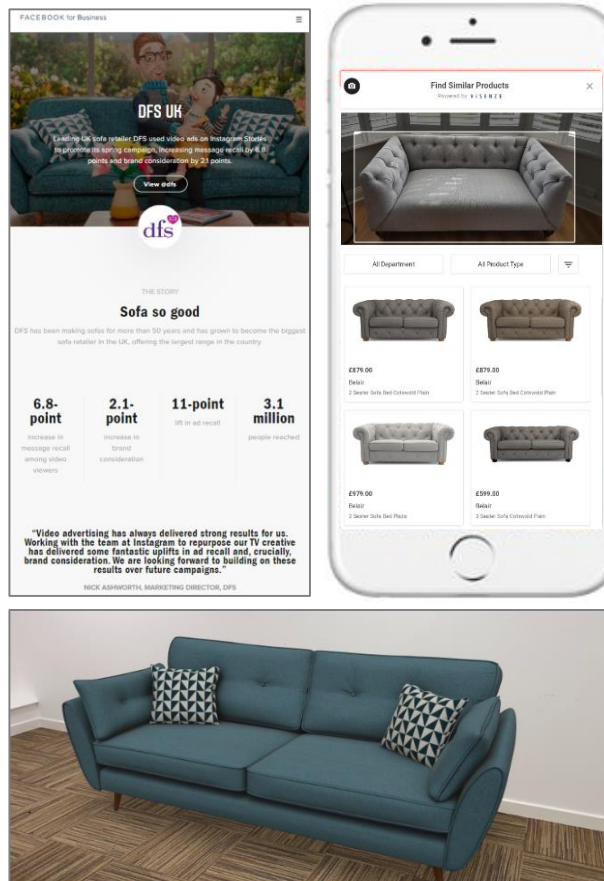 FACEBOOK for Business
DFS UK
Leading UK sofa retailer DFS used video ads on Instagram Stories
to promote its spring campaign, increasing message recall by 6.8
points and brand consideration by 2.1 points.
View @dfs
dfs
THE STORY
Sofa so good
DFS has been making sofas for more than 50 years and has grown to become the biggest
sofa retailer in the UK, offering the largest range in the country
6.8-
point
increase in
message recall
among video
viewers
2.1-
point
increase in
brand
consideration
11-point
lift in ad recall
3.1
million
people reached
"Video advertising has always delivered strong results for us.
Working with the team at Instagram to repurpose our TV creative
has delivered some fantastic uplifts in ad recall and, crucially,
brand consideration. We are looking forward to building on these
results over future campaigns."
NICK ASHWORTH, MARKETING DIRECTOR, DFS
Find Similar Products
Powered by VISENZE
All Department
All Product Type
£879.00
Belair
2 Seater Sofa Bed Cotswold Plain
£879.00
Belair
2 Seater Sofa Bed Cotswold Plain
£979.00
Belair
2 Seater Sofa Bed Plaza
£599.00
Belair
3 Seater Sofa Cotswold Plain